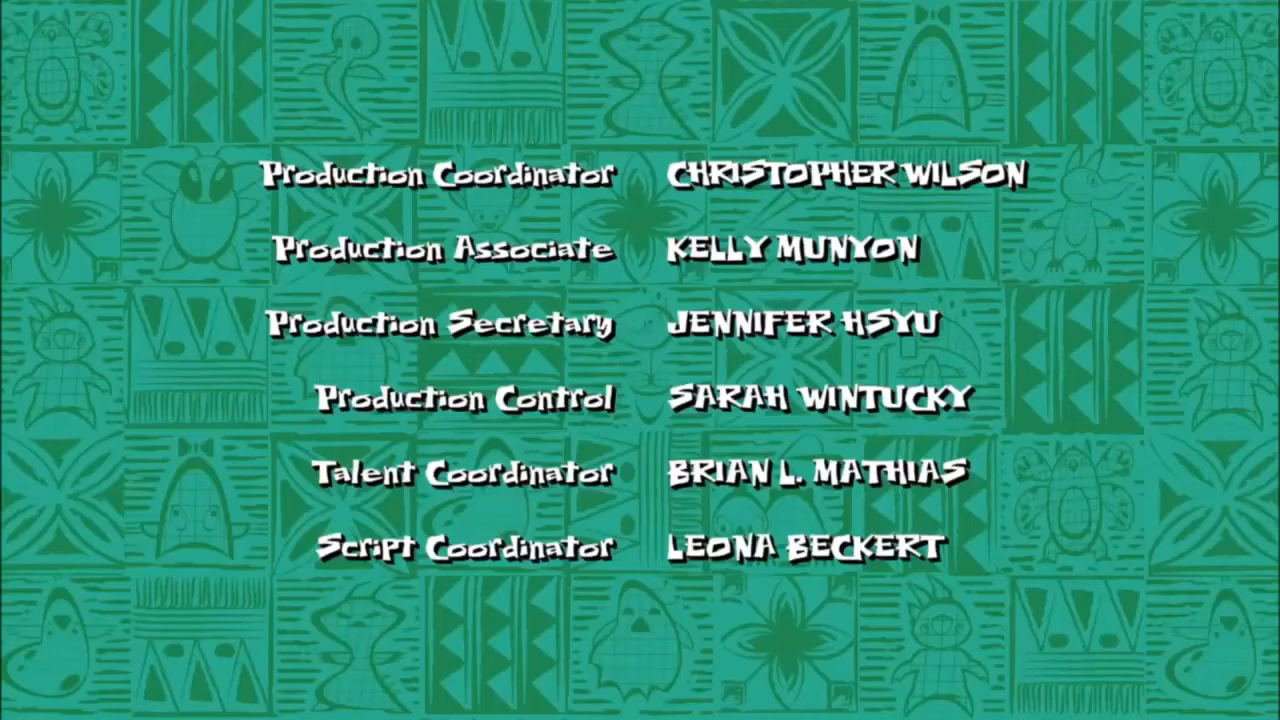 Production Coordinator CHRISTOPHER WILSON
Production Associate KELLY MUNYON
Production Secretary JENNIFER HSYU
Production Control SARAH WINTUCKY
Talent Coordinator BRIAN L. MATHIAS
Script Coordinator LEONA BECKERT